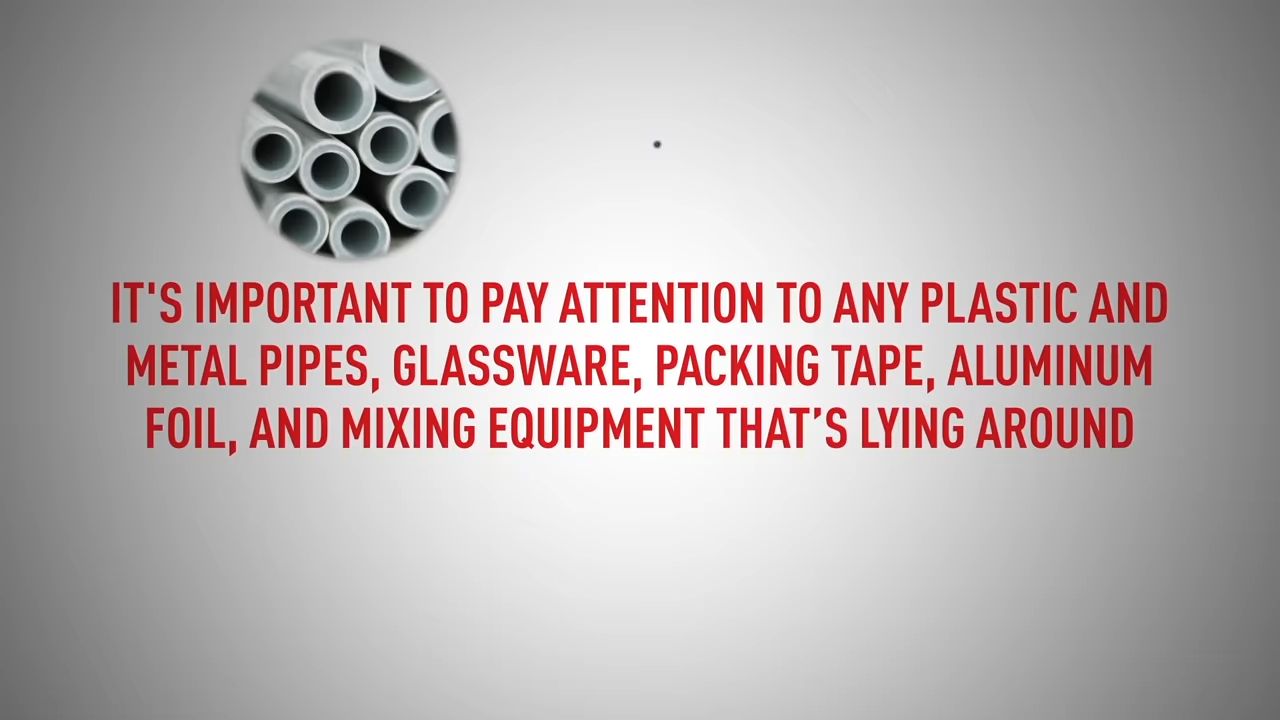 IT'S IMPORTANT TO PAY ATTENTION TO ANY PLASTIC AND
METAL PIPES, GLASSWARE, PACKING TAPE, ALUMINUM
FOIL, AND MIXING EQUIPMENT THAT’S LYING AROUND